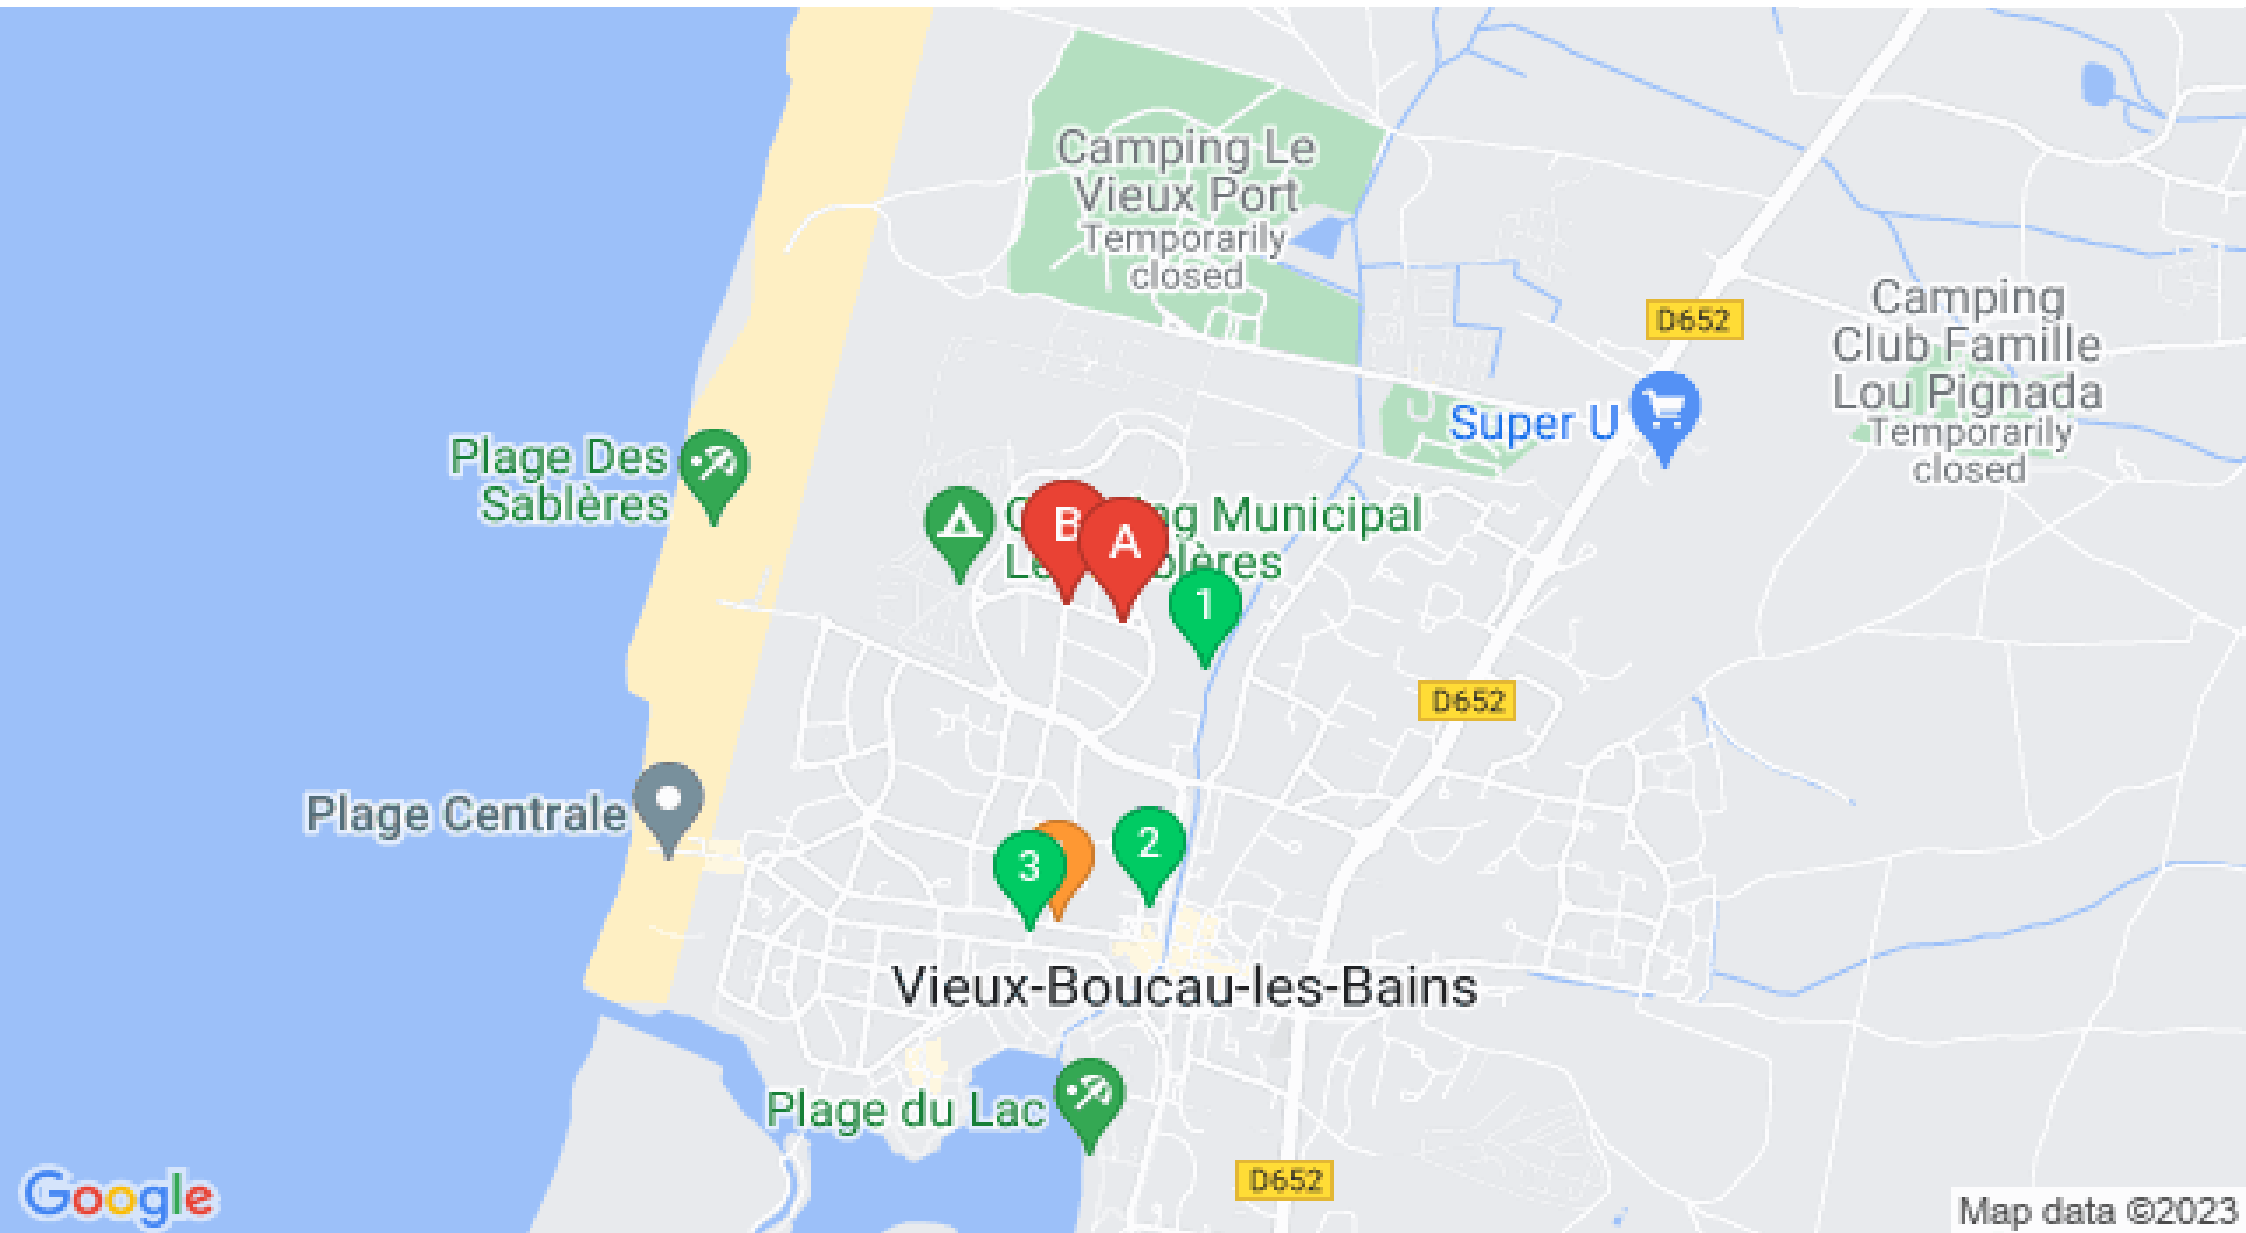 Camping Le
Vieux Port
Temporarily
closed
D652
Camping
Club Famille
Lou Pignada
Temporarily
closed
Super U
Plage Des
Sablères
B
A
Municipal
1
D652
Plage Centrale
2
3
Vieux-Boucau-les-Bains
Plage du Lac
D652
Google
Map data ©2023